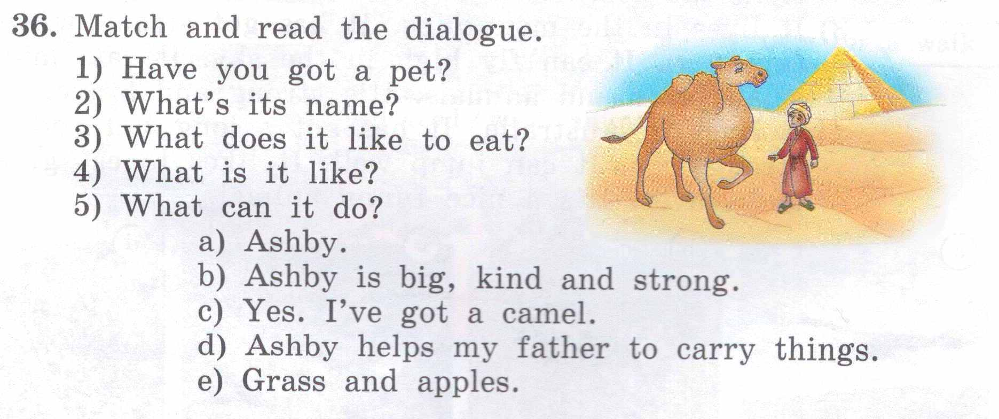 36. Match and read the dialogue.
1) Have you got a pet?
2) What's its name?
3) What does it like to eat?
4) What is it like?
5) What can it do?
a) Ashby.
b) Ashby is big, kind and strong.
c) Yes. I've got a camel.
d) Ashby helps my father to carry things.
e) Grass and apples.